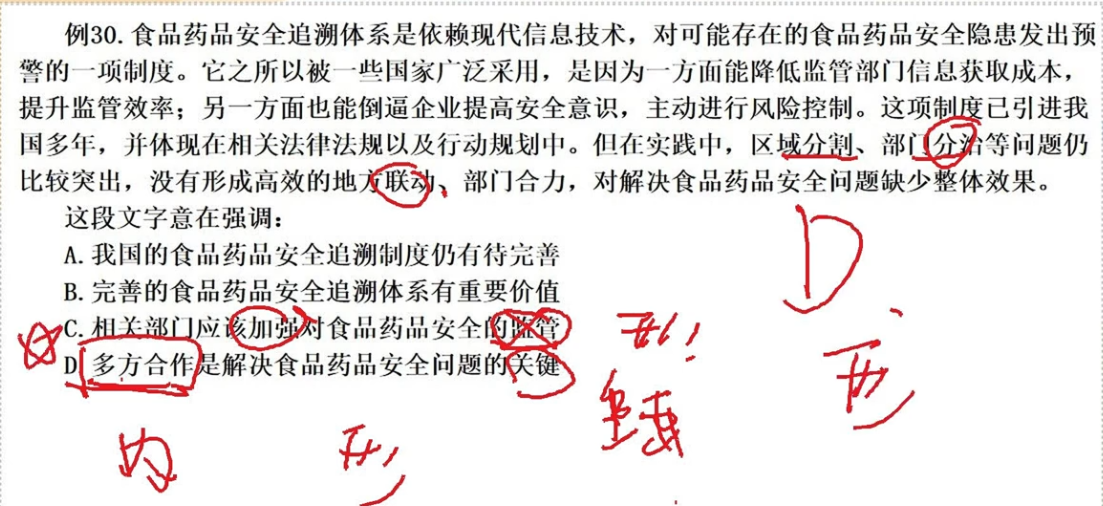 例30.食品药品安全追溯体系是依赖现代信息技术，对可能存在的食品药品安全隐患发出预
警的一项制度。它之所以被一些国家广泛采用，是因为一方面能降低监管部门信息获取成本，
提升监管效率；另一方面也能倒逼企业提高安全意识，主动进行风险控制。这项制度已引进我
国多年，并体现在相关法律法规以及行动规划中。但在实践中，区域分割、部门分治等问题仍
比较突出，没有形成高效的地方联动、部门合力，对解决食品药品安全问题缺少整体效果。
这段文字意在强调：
A.我国的食品药品安全追溯制度仍有待完善
B.完善的食品药品安全追溯体系有重要价值
C.相关部门应该加强对食品药品安全的监管
D.多方合作是解决食品药品安全问题的关键
D
内
形
形